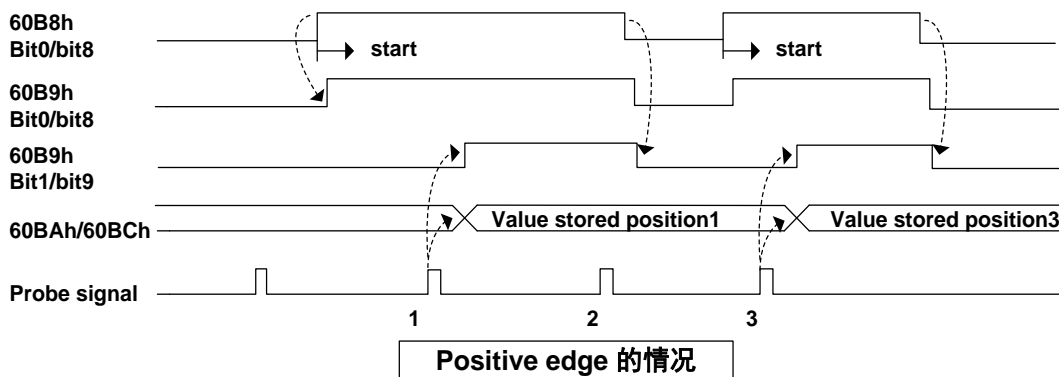 60B8h
Bit0/bit8
start
start
60B9h
Bit0/bit8
60B9h
Bit1/bit9
60BAh/60BCh
Value stored position1
Value stored position3
Probe signal
1
2
3
Positive edge 的情况